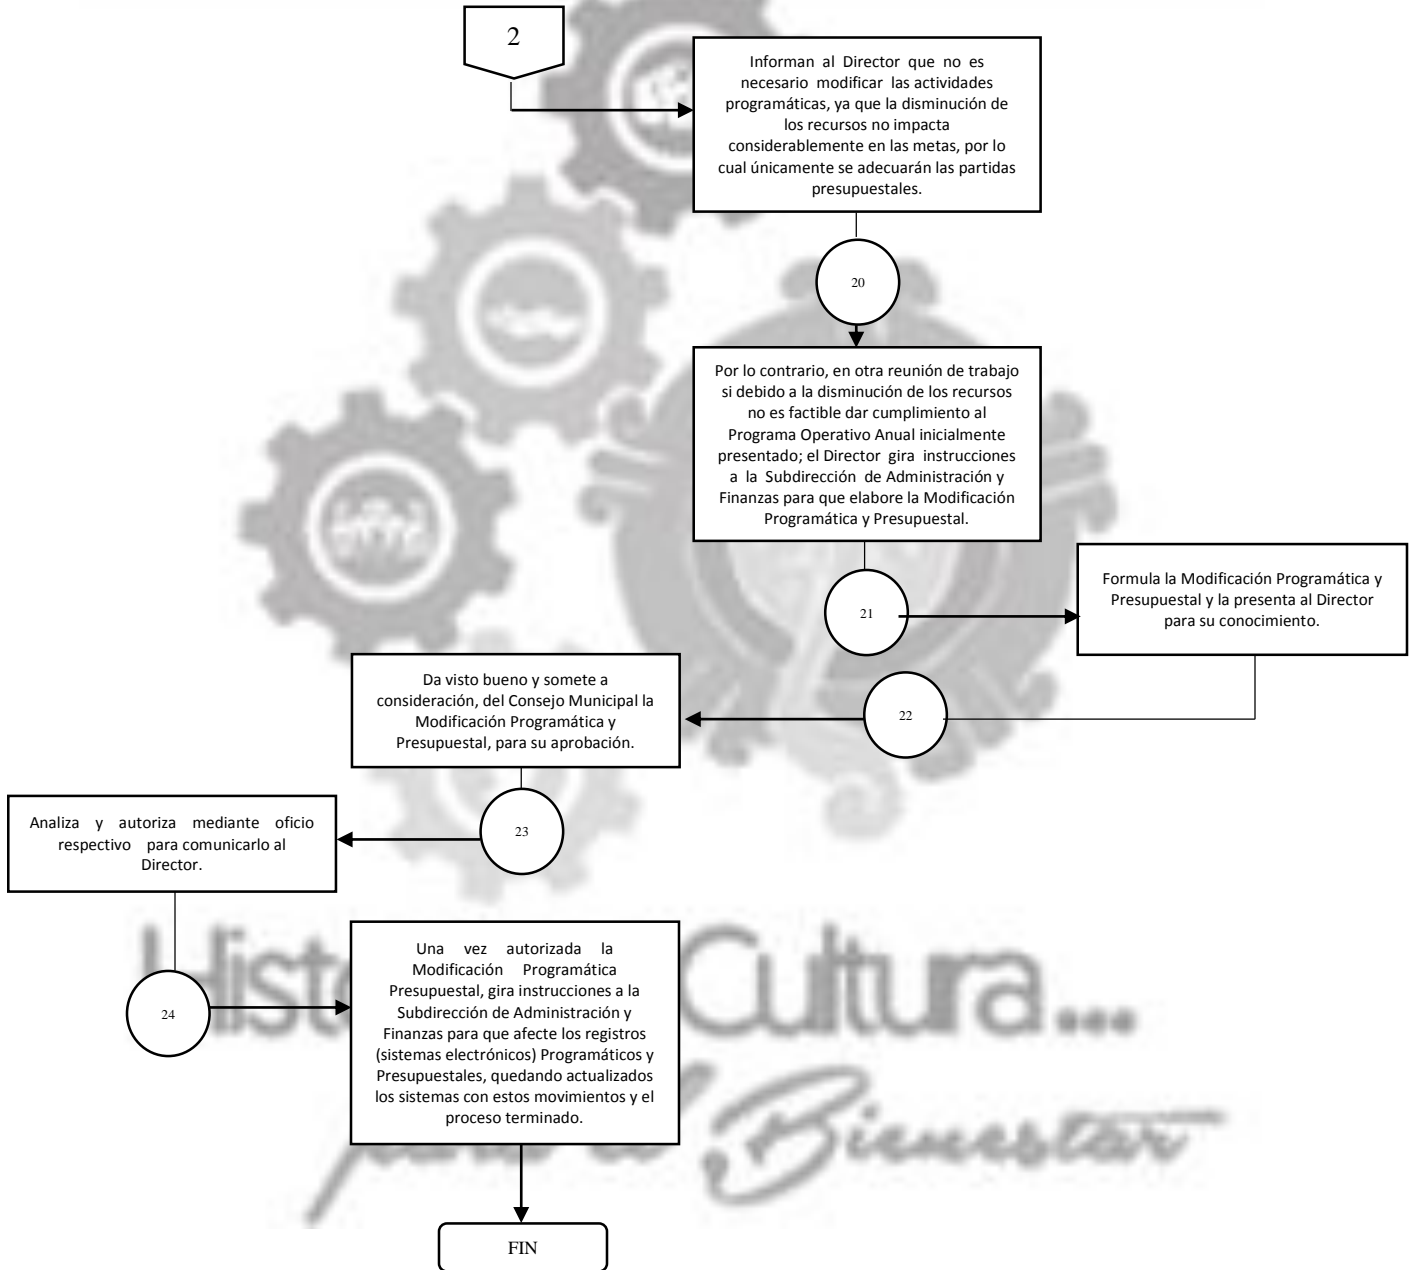 2
Informan al Director que no es
necesario modificar las actividades
programáticas, ya que la disminución de
los recursos no impacta
considerablemente en las metas, por lo
cual únicamente se adecuarán las partidas
presupuestales.
20
Por lo contrario, en otra reunión de trabajo
si debido a la disminución de los recursos
no es factible dar cumplimiento al
Programa Operativo Anual inicialmente
presentado; el Director gira instrucciones
a la Subdirección de Administración y
Finanzas para que elabore la Modificación
Programática y Presupuestal.
21
Formula la Modificación Programática y
Presupuestal y la presenta al Director
para su conocimiento.
22
Da visto bueno y somete a
consideración, del Consejo Municipal la
Modificación Programática y
Presupuestal, para su aprobación.
23
Analiza y autoriza mediante oficio
respectivo para comunicarlo al
Director.
24
Una vez autorizada la
Modificación Programática
Presupuestal, gira instrucciones a la
Subdirección de Administración y
Finanzas para que afecte los registros
(sistemas electrónicos) Programáticos y
Presupuestales, quedando actualizados
los sistemas con estos movimientos y el
proceso terminado.
FIN
Cultura...
Bienestar